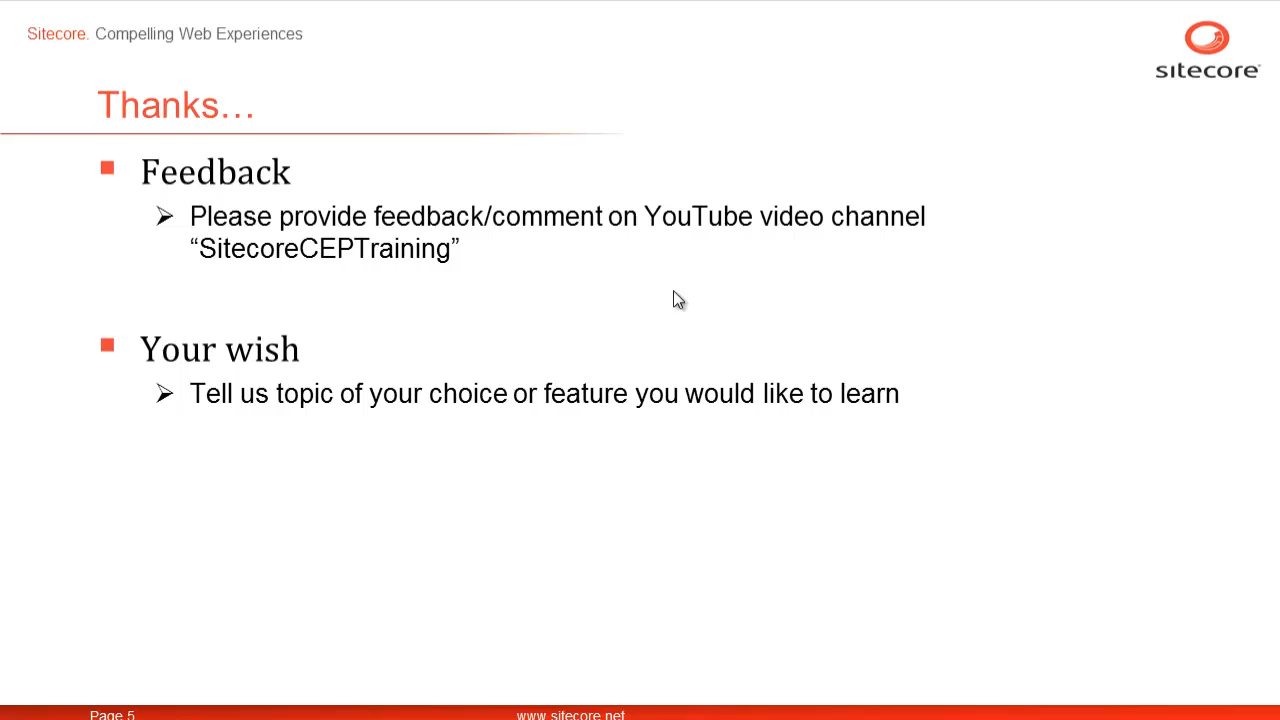 Sitecore. Compelling Web Experiences
sitecore
Thanks…
Feedback
Please provide feedback/comment on YouTube video channel
“SitecoreCEPTraining”
Your wish
Tell us topic of your choice or feature you would like to learn
Page 5
www.sitecore.net